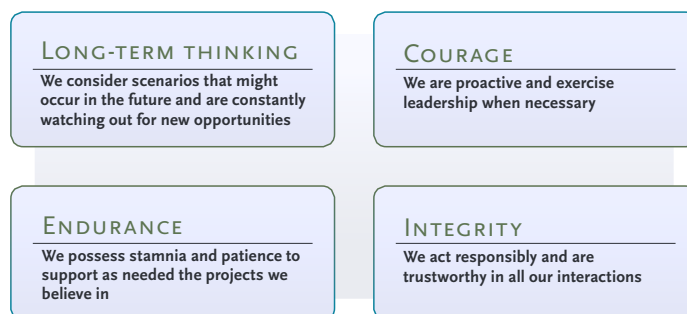 Long-term thinking
We consider scenarios that might
occur in the future and are constantly
watching out for new opportunities
Courage
We are proactive and exercise
leadership when necessary
Endurance
We possess stamnia and patience to
support as needed the projects we
believe in
Integrity
We act responsibly and are
trustworthy in all our interactions